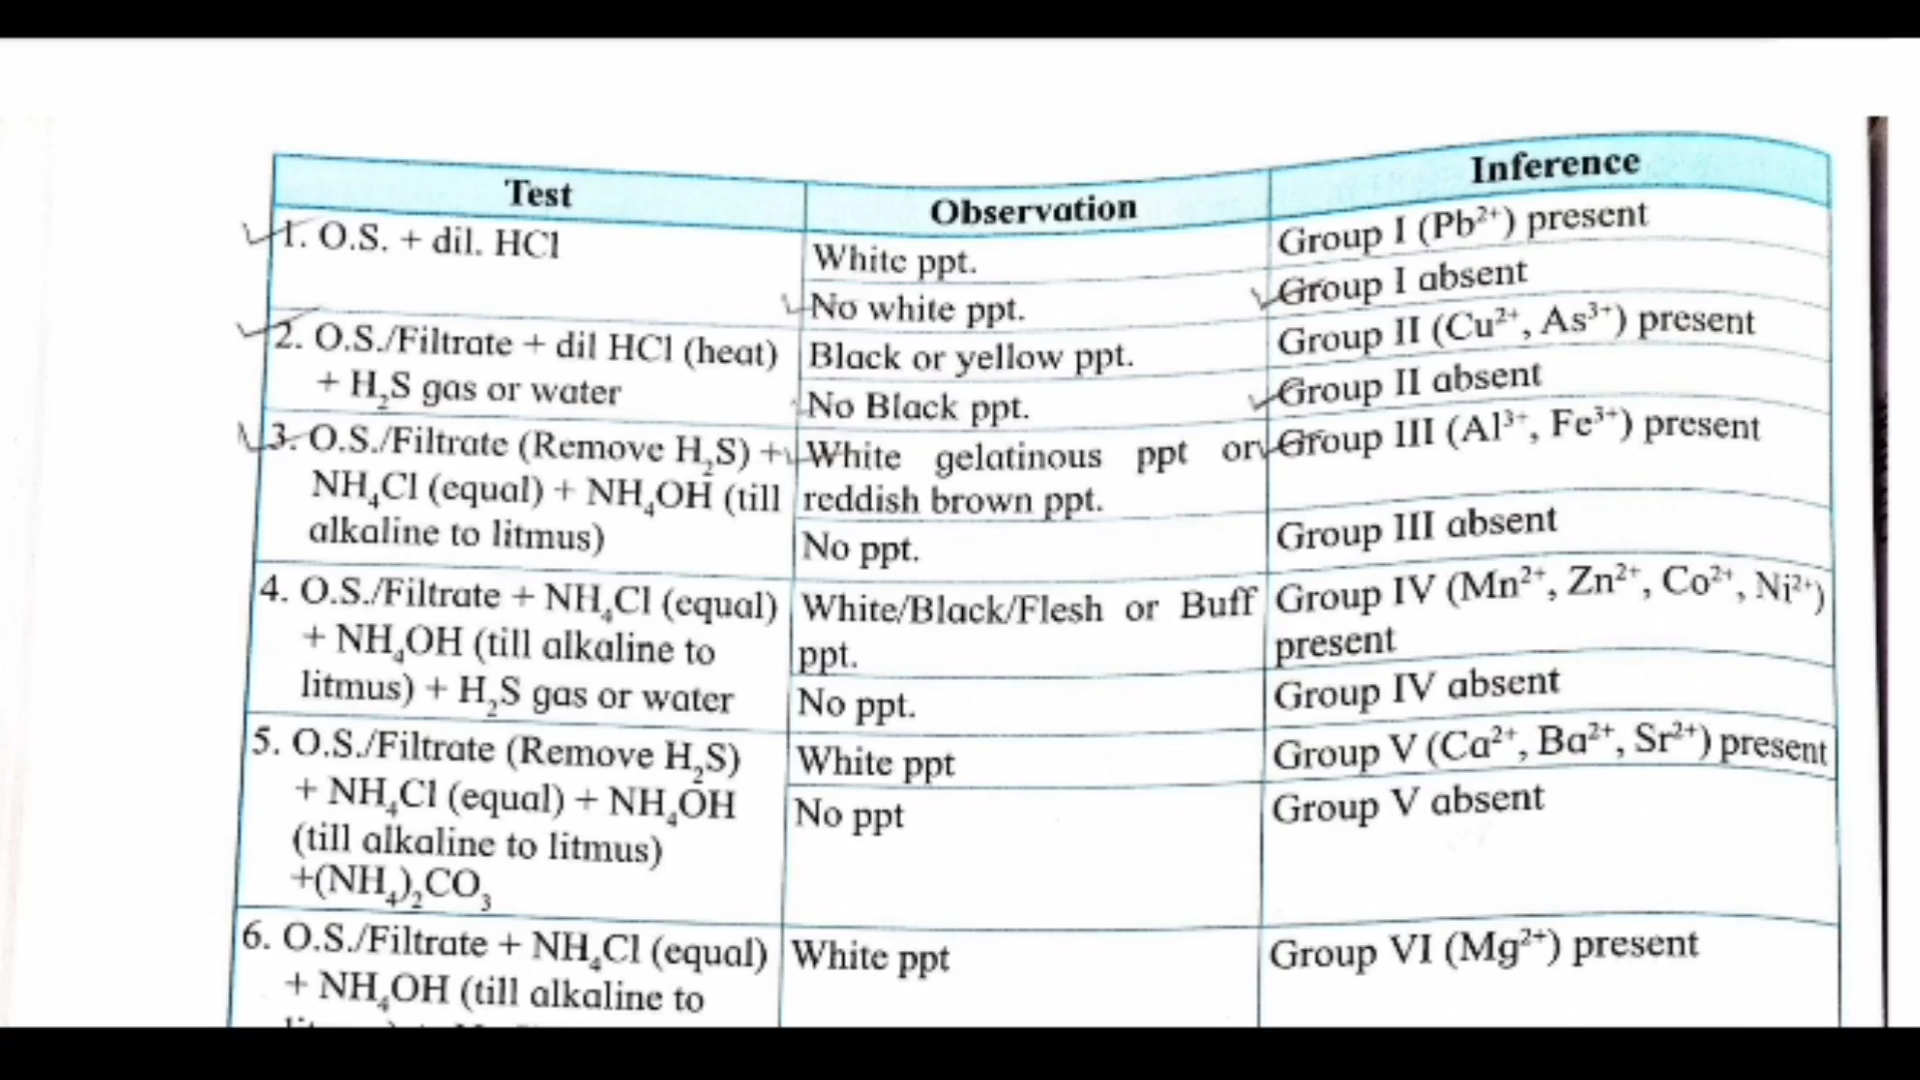 Test Observation Inference
1. O.S. + dil. HCl
White ppt.
Group I (Pb²⁺) present
No white ppt.
Group I absent
2. O.S./Filtrate + dil HCl (heat)
+ H₂S gas or water
Black or yellow ppt.
Group II (Cu²⁺, As³⁺) present
No Black ppt.
Group II absent
3. O.S./Filtrate (Remove H₂S) +
NH₄Cl (equal) + NH₄OH (till
alkaline to litmus)
White gelatinous ppt or
reddish brown ppt.
Group III (Al³⁺, Fe³⁺) present
No ppt.
Group III absent
4. O.S./Filtrate + NH₄Cl (equal)
+ NH₄OH (till alkaline to
litmus) + H₂S gas or water
White/Black/Flesh or Buff
ppt.
Group IV (Mn²⁺, Zn²⁺, Co²⁺, Ni²⁺)
present
No ppt.
Group IV absent
5. O.S./Filtrate (Remove H₂S)
+ NH₄Cl (equal) + NH₄OH
(till alkaline to litmus)
+(NH₄)₂CO₃
White ppt
Group V (Ca²⁺, Ba²⁺, Sr²⁺) present
No ppt
Group V absent
6. O.S./Filtrate + NH₄Cl (equal)
+ NH₄OH (till alkaline to
White ppt
Group VI (Mg²⁺) present